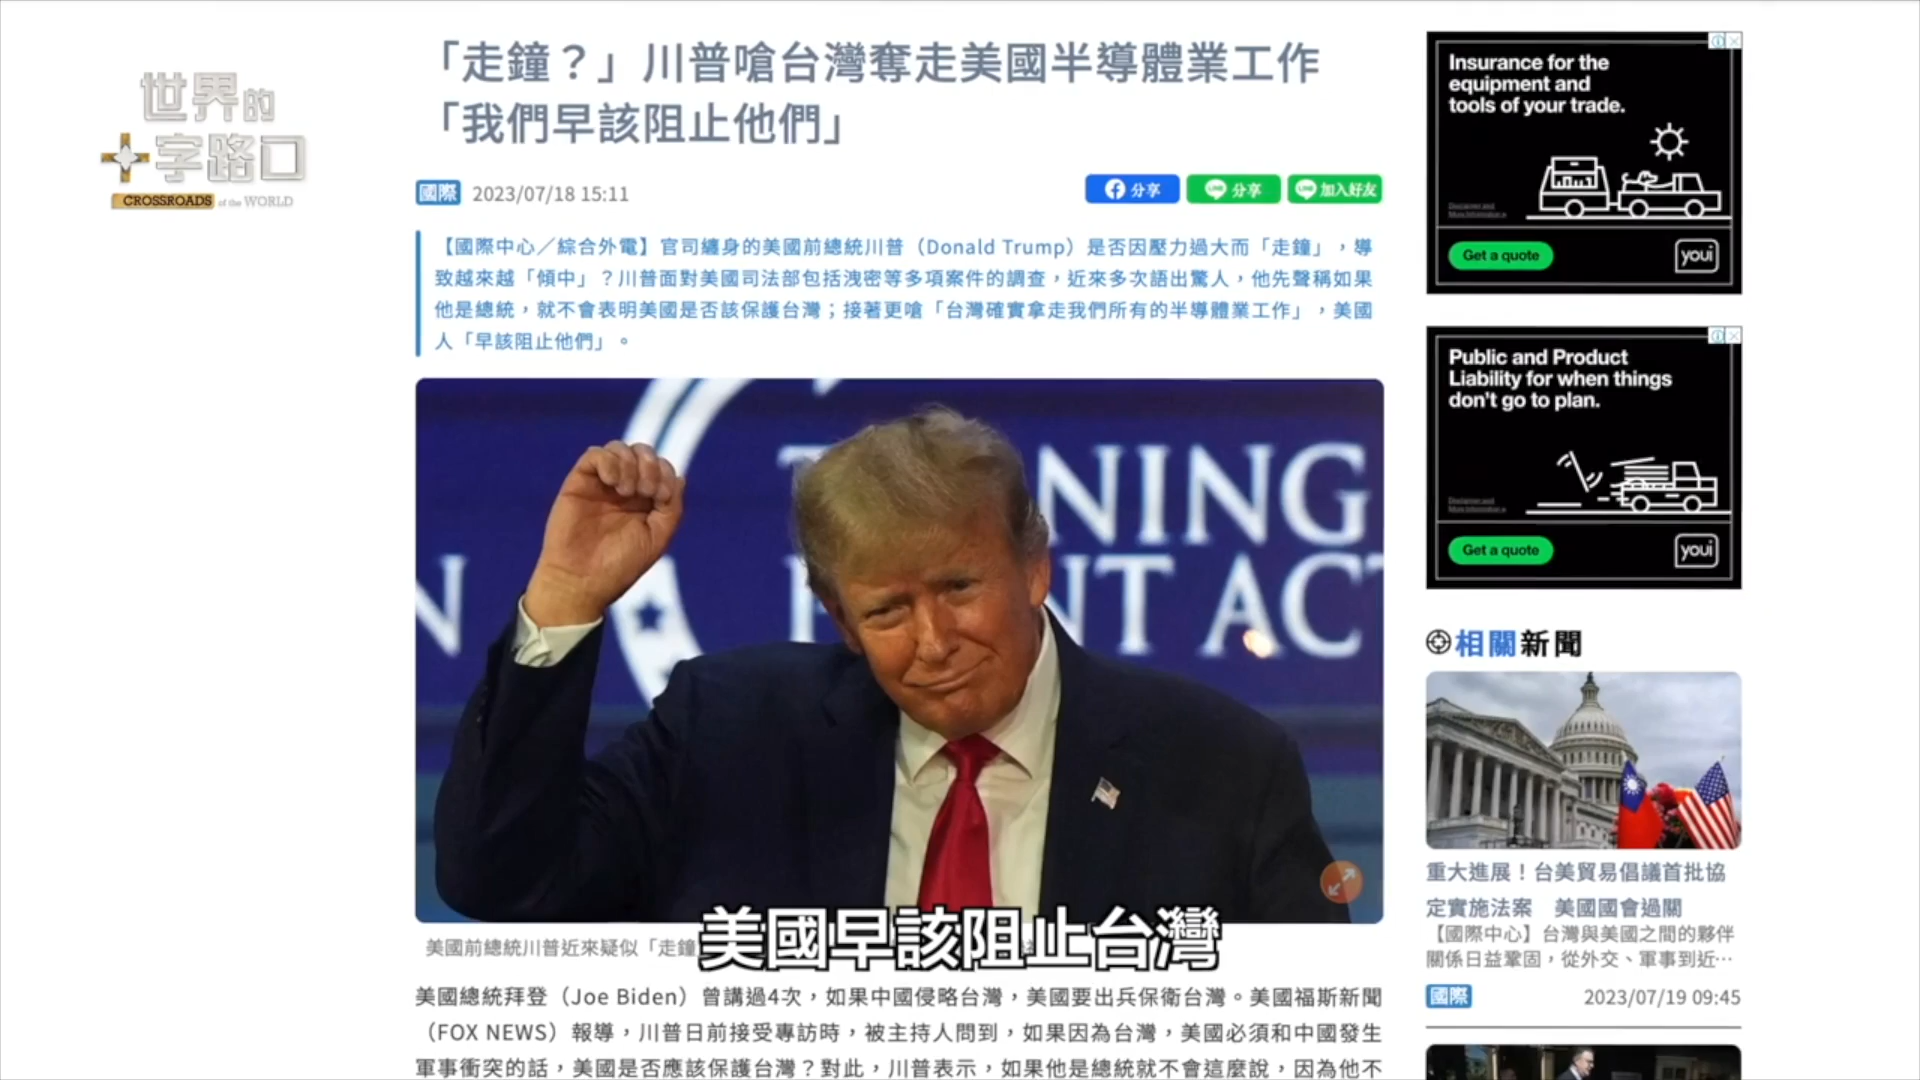 世界的
十字路口
CROSSROADS of the WORLD
「走鐘？」川普嗆台灣奪走美國半導體業工作
「我們早該阻止他們」
國際 2023/07/18 15:11
分享 分享 加入好友
【國際中心／綜合外電】官司纏身的美國前總統川普（Donald Trump）是否因壓力過大而「走鐘」，導
致越來越「傾中」？川普面對美國司法部包括洩密等多項案件的調查，近來多次語出驚人，他先聲稱如果
他是總統，就不會表明美國是否該保護台灣；接著更嗆「台灣確實拿走我們所有的半導體業工作」，美國
人「早該阻止他們」。
NING
NT ACT
N
美國前總統川普近來疑似「走鐘
美國早該阻止台灣
美國總統拜登（Joe Biden）曾講過4次，如果中國侵略台灣，美國要出兵保衛台灣。美國福斯新聞
（FOX NEWS）報導，川普日前接受專訪時，被主持人問到，如果因為台灣，美國必須和中國發生
軍事衝突的話，美國是否應該保護台灣？對此，川普表示，如果他是總統就不會這麼說，因為他不
Insurance for the
equipment and
tools of your trade.
Get a quote
youi
Public and Product
Liability for when things
don't go to plan.
Get a quote
youi
相關新聞
重大進展！台美貿易倡議首批協
定實施法案 美國國會過關
【國際中心】台灣與美國之間的夥伴
關係日益鞏固，從外交、軍事到近…
國際 2023/07/19 09:45